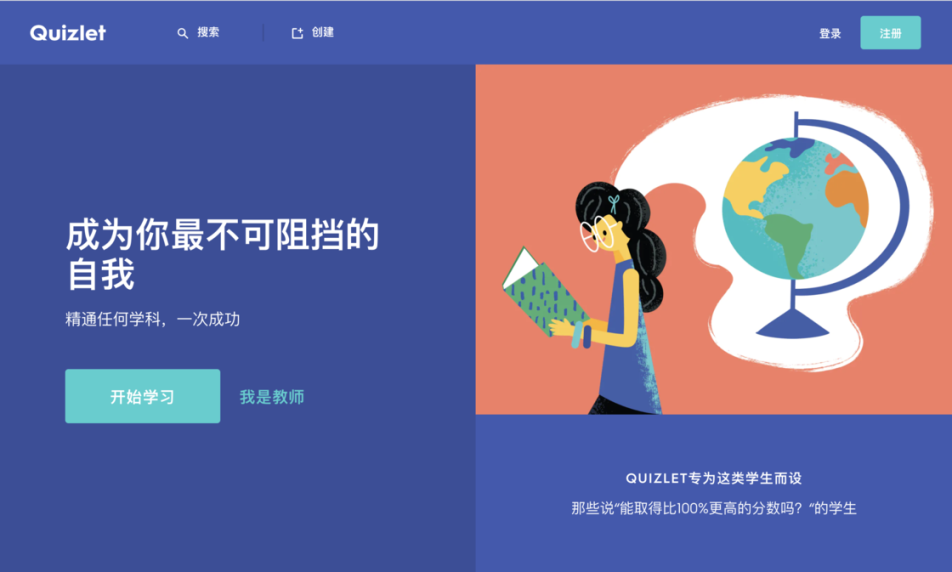 Quizlet
搜索
创建
登录
注册
成为你最不可阻挡的
自我
精通任何学科，一次成功
开始学习
我是教师
QUIZLET专为这类学生而设
那些说“能取得比100%更高的分数吗？“的学生